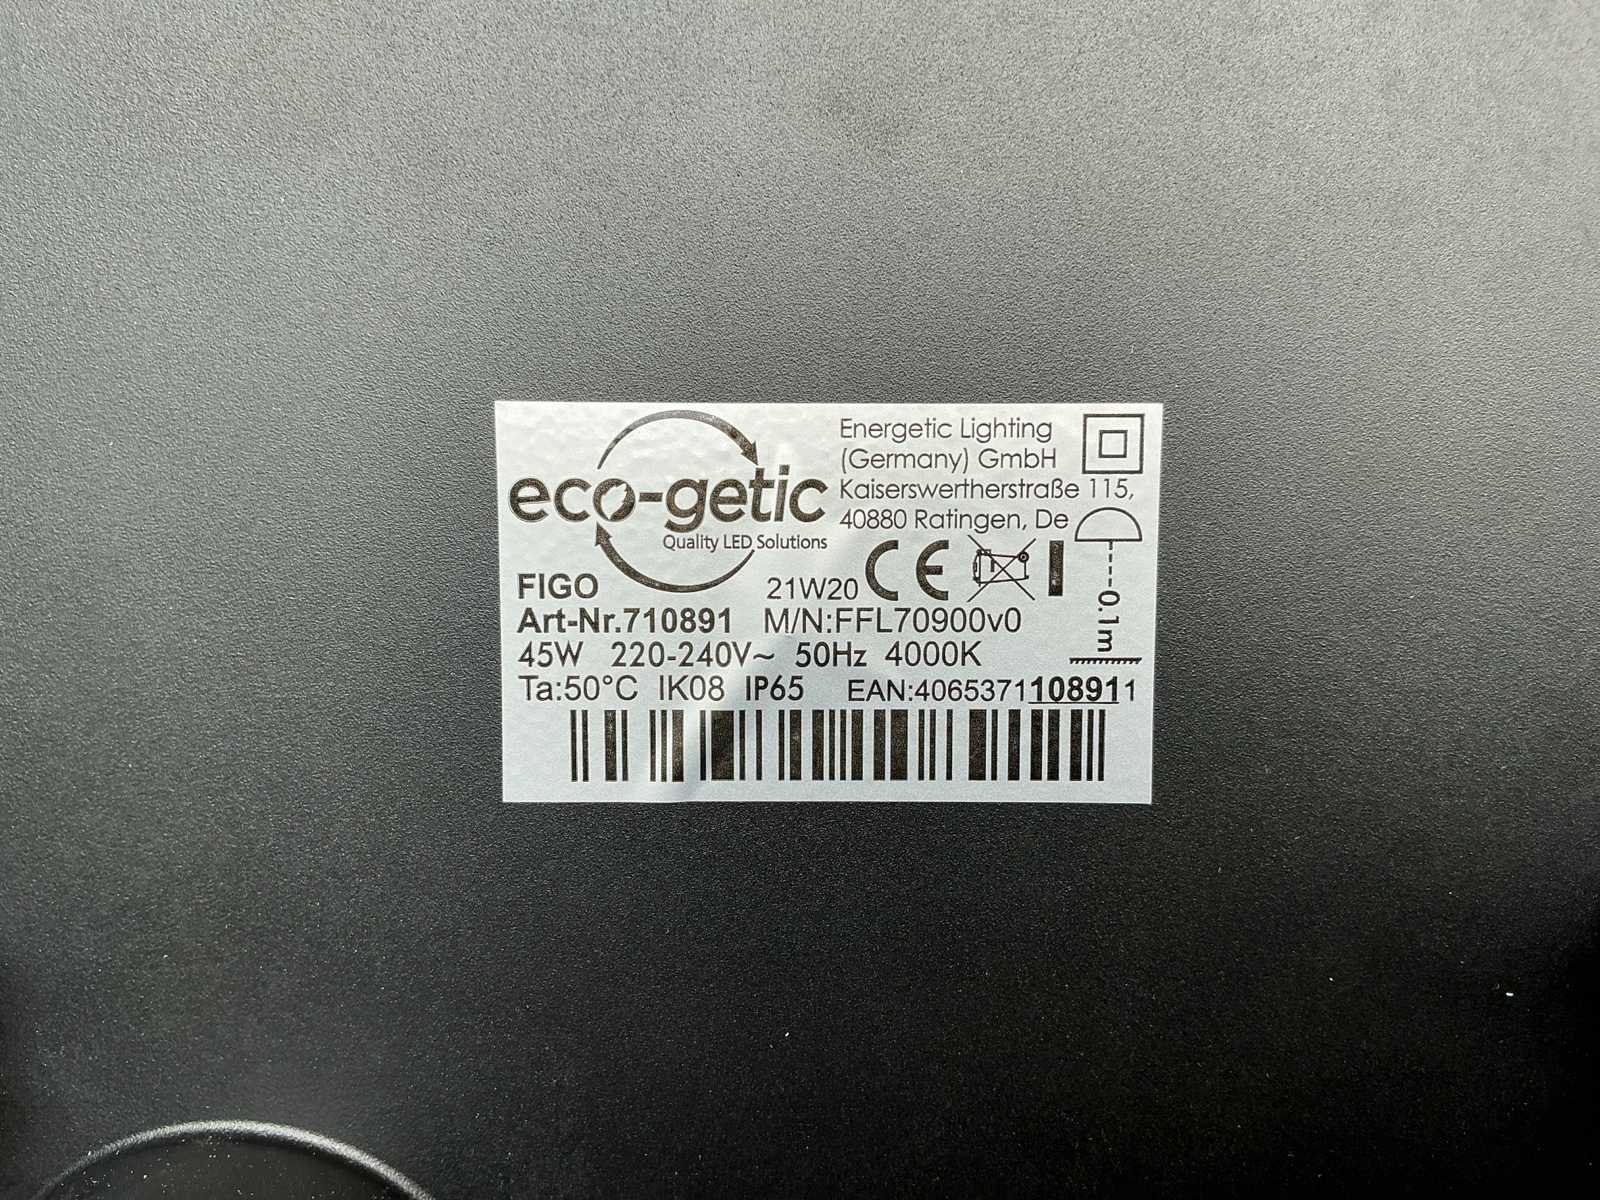 eco-getic
Quality LED Solutions
Energetic Lighting
(Germany) GmbH
Kaiserswertherstraße 115,
40880 Ratingen, De
FIGO
21W20 CE
Art-Nr.710891 M/N:FFL70900v0
45W 220-240V~ 50Hz 4000K
Ta:50°C IK08 IP65 EAN:4065371108911
0.1m